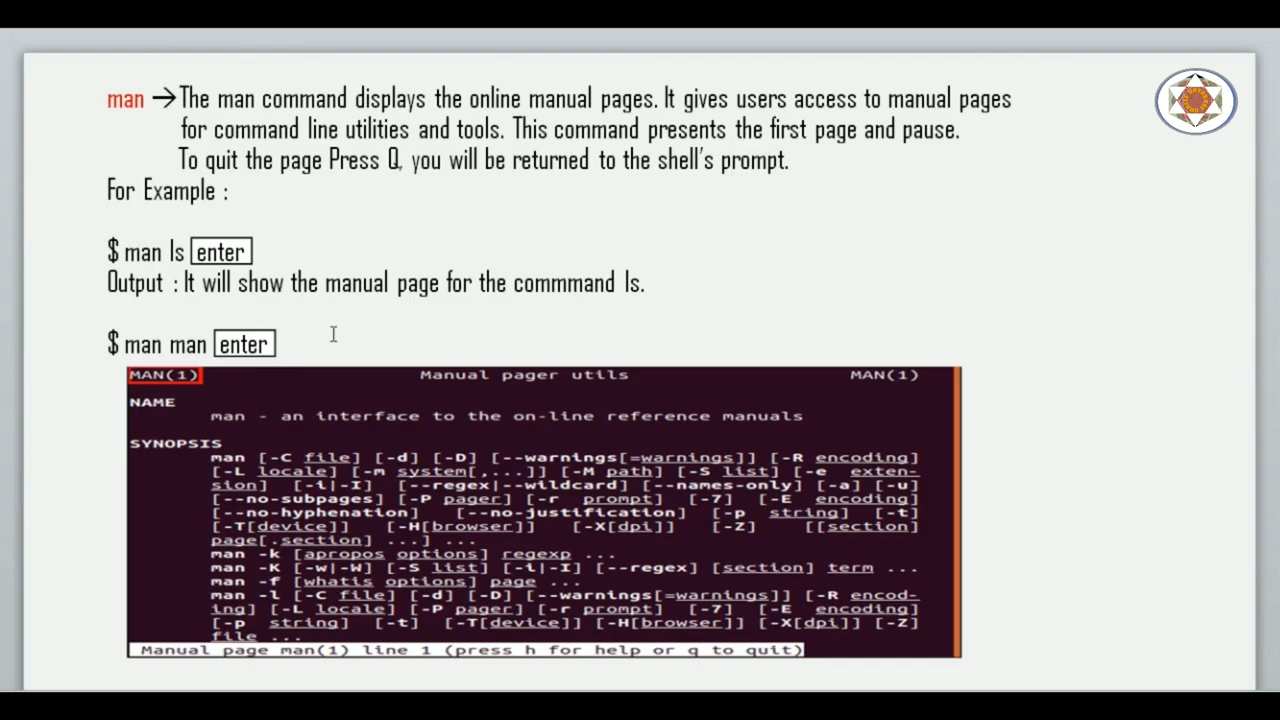 man →The man command displays the online manual pages. It gives users access to manual pages
for command line utilities and tools. This command presents the first page and pause.
To quit the page Press Q, you will be returned to the shell's prompt.
For Example :
$ man ls enter
Output : It will show the manual page for the commmand ls.
$ man man enter
MAN(1) Manual pager utils MAN(1)
NAME
man - an interface to the on-line reference manuals
SYNOPSIS
man [-C file] [-d] [-D] [--warnings[=warnings]] [-R encoding]
[-L locale] [-m system[,...]] [-M path] [-S list] [-e exten-
sion] [-i|-I] [--regex|--wildcard] [--names-only] [-a] [-u]
[--no-subpages] [-P pager] [-r prompt] [-7] [-E encoding]
[--no-hyphenation] [--no-justification] [-p string] [-t]
[-T[device]] [-H[browser]] [-X[dpi]] [-Z] [[section]
page[.section] ...] ...
man -k [apropos options] regexp ...
man -K [-w|-W] [-S list] [-i|-I] [--regex] [section] term ...
man -f [whatis options] page ...
man -l [-C file] [-d] [-D] [--warnings[=warnings]] [-R encod-
ing] [-L locale] [-P pager] [-r prompt] [-7] [-E encoding]
[-p string] [-t] [-T[device]] [-H[browser]] [-X[dpi]] [-Z]
file ...
Manual page man(1) line 1 (press h for help or q to quit)